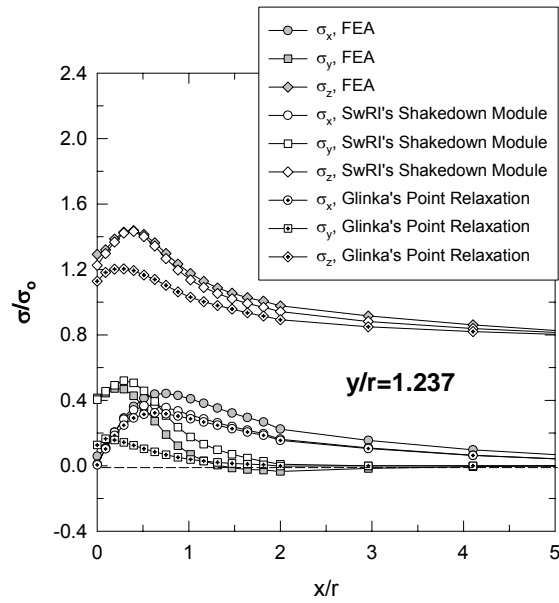 σx, FEA
σy, FEA
σz, FEA
σx, SwRI's Shakedown Module
σy, SwRI's Shakedown Module
σz, SwRI's Shakedown Module
σx, Glinka's Point Relaxation
σy, Glinka's Point Relaxation
σz, Glinka's Point Relaxation
2.4
2.0
1.6
1.2
0.8
0.4
0.0
-0.4
σ/σo
y/r=1.237
0 1 2 3 4 5
x/r